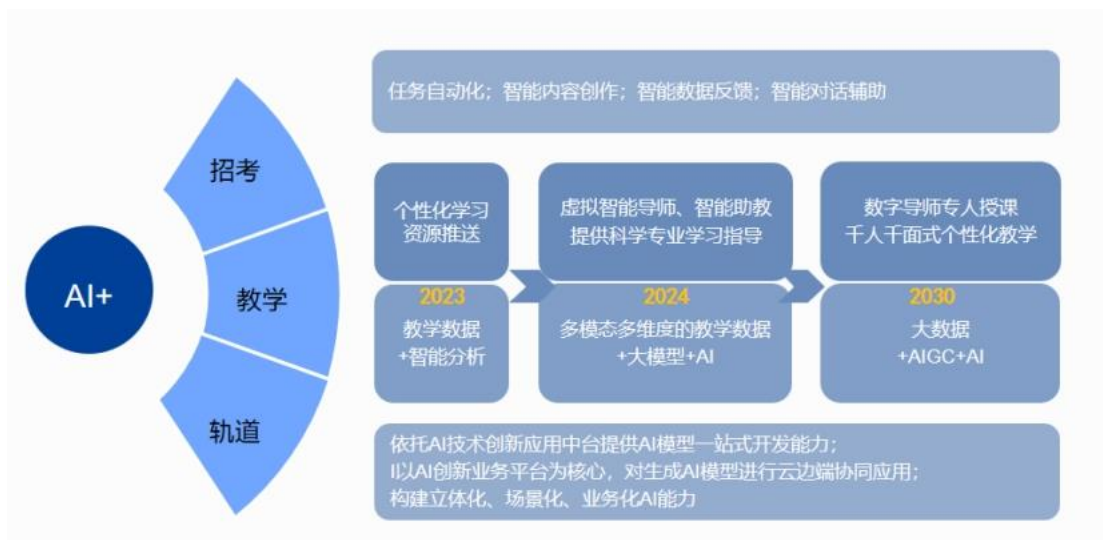 AI+
招考
教学
轨道
任务自动化；智能内容创作；智能数据反馈；智能对话辅助
个性化学习
资源推送
2023
教学数据
+智能分析
虚拟智能导师、智能助教
提供科学专业学习指导
2024
多模态多维度的教学数据
+大模型+AI
数字导师专人授课
千人千面式个性化教学
2030
大数据
+AIGC+AI
依托AI技术创新应用中台提供AI模型一站式开发能力；
II以AI创新业务平台为核心，对生成AI模型进行云边端协同应用；
构建立体化、场景化、业务化AI能力